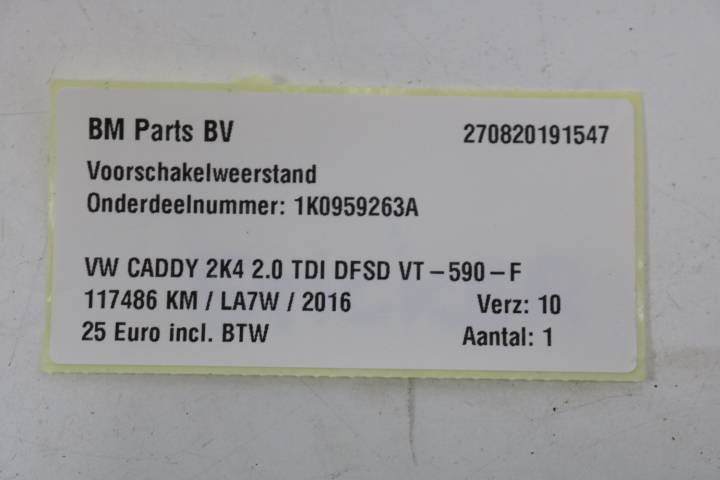 BM Parts BV 270820191547
Voorschakelweerstand
Onderdeelnummer: 1K0959263A
VW CADDY 2K4 2.0 TDI DFSD VT-590-F
117486 KM / LA7W / 2016 Verz: 10
25 Euro incl. BTW Aantal: 1